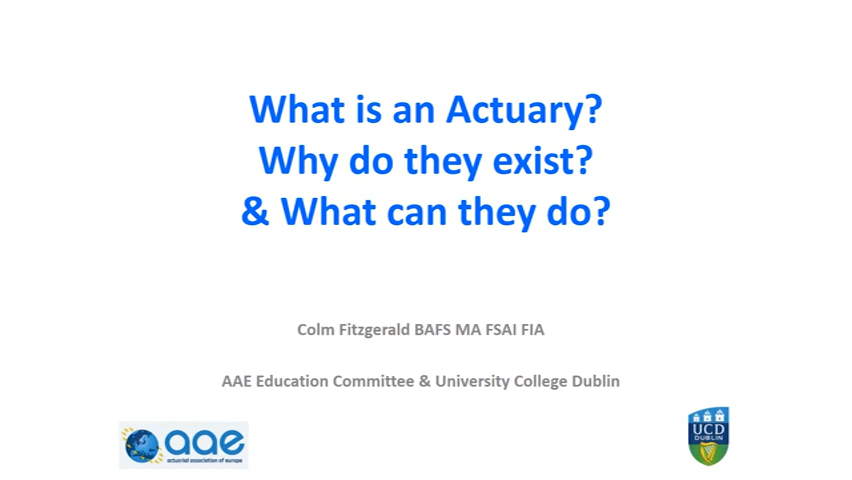 What is an Actuary?
Why do they exist?
& What can they do?
Colm Fitzgerald BAFS MA FSAI FIA
AAE Education Committee & University College Dublin
aae
actuarial association of europe
UCD
DUBLIN